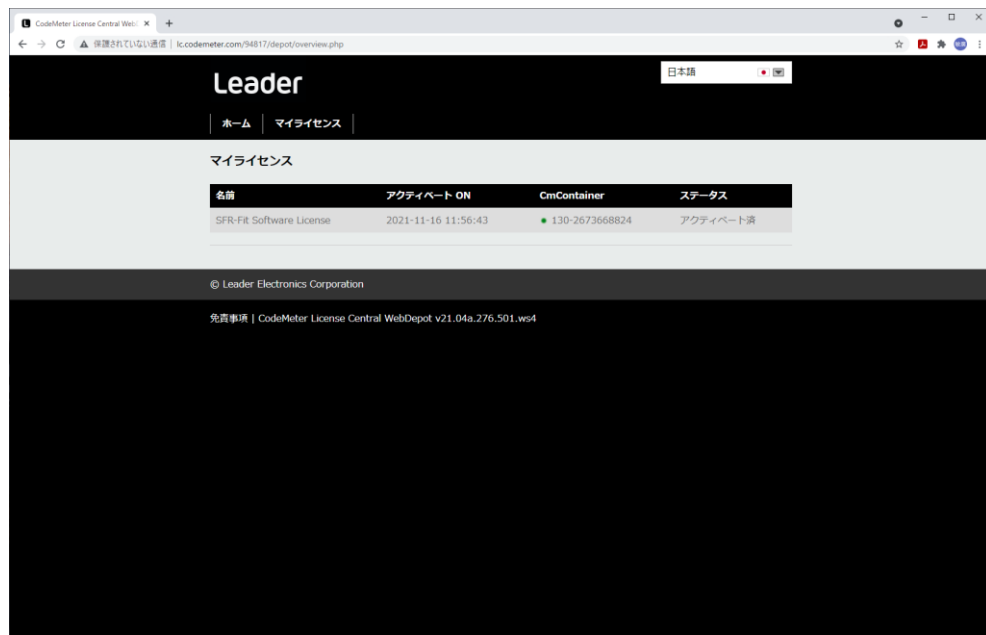 CodeMeter License Central Web
保護されていない通信 | lc.codemeter.com/94817/depot/overview.php
Leader
日本語
ホーム マイライセンス
マイライセンス
名前 アクティベート ON CmContainer ステータス
SFR-Fit Software License 2021-11-16 11:56:43 130-2673668824 アクティベート済
© Leader Electronics Corporation
免責事項 | CodeMeter License Central WebDepot v21.04a.276.501.ws4